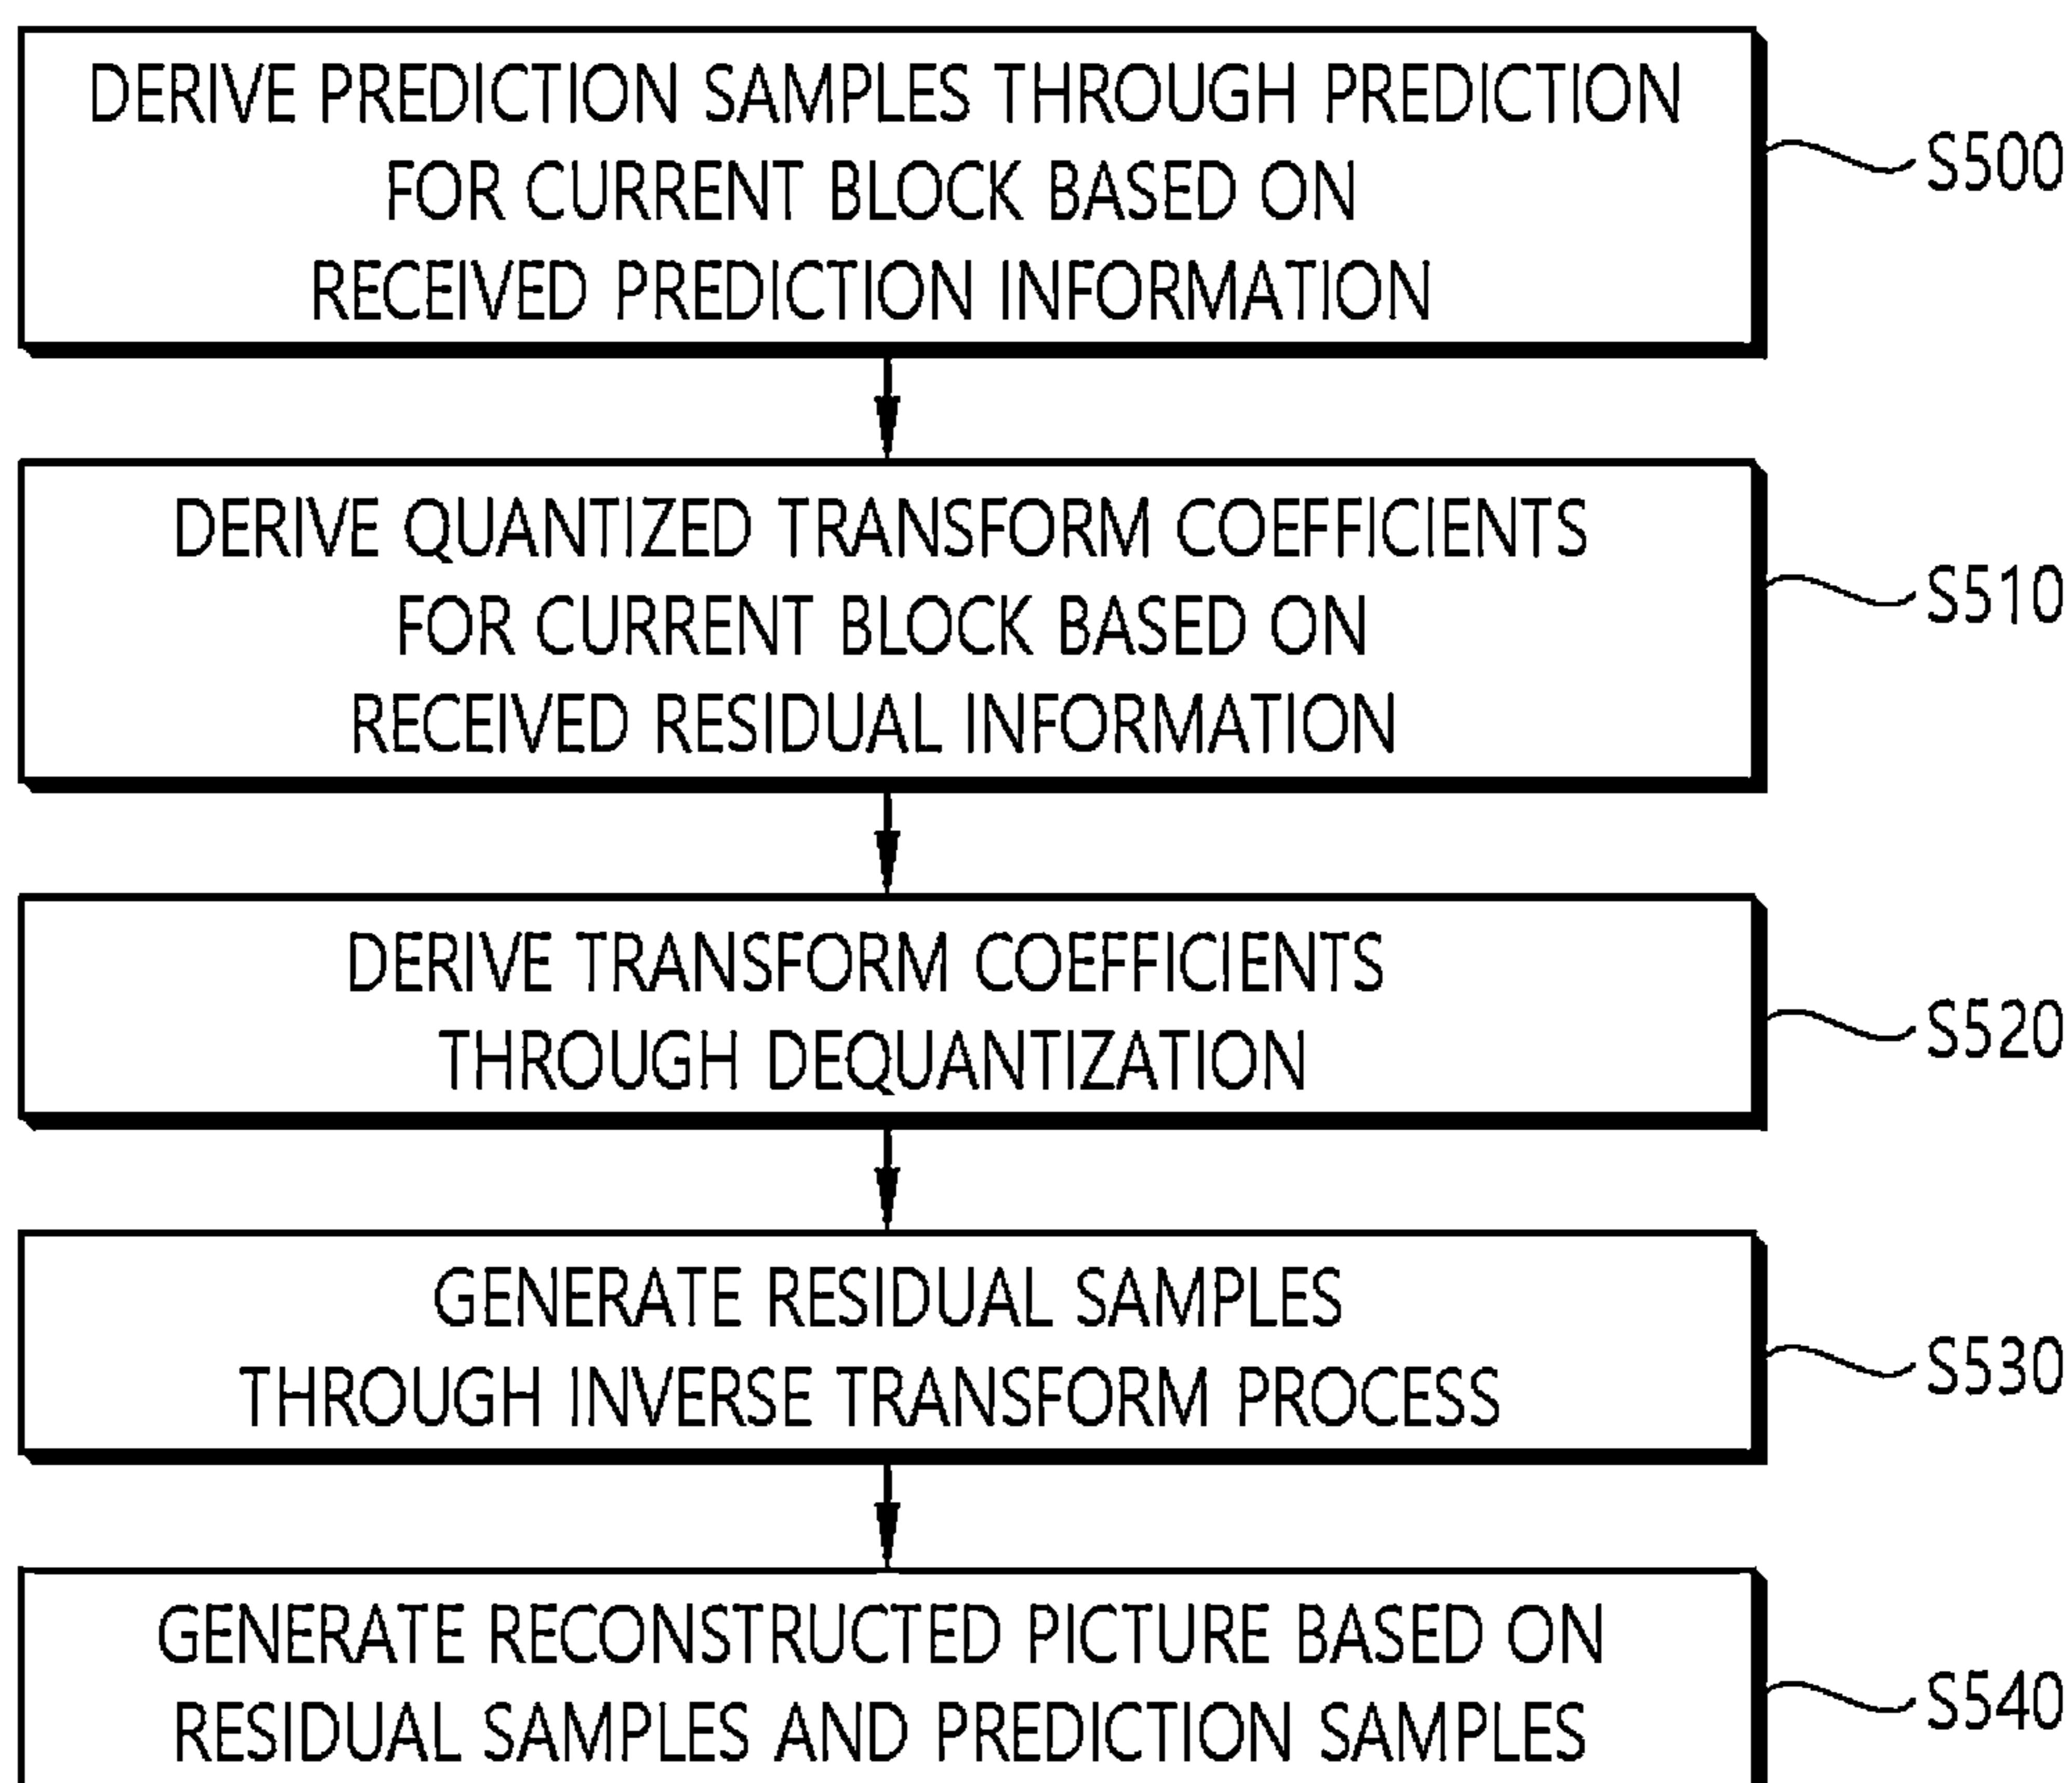 DERIVE PREDICTION SAMPLES THROUGH PREDICTION
FOR CURRENT BLOCK BASED ON
RECEIVED PREDICTION INFORMATION
S500
DERIVE QUANTIZED TRANSFORM COEFFICIENTS
FOR CURRENT BLOCK BASED ON
RECEIVED RESIDUAL INFORMATION
S510
DERIVE TRANSFORM COEFFICIENTS
THROUGH DEQUANTIZATION
S520
GENERATE RESIDUAL SAMPLES
THROUGH INVERSE TRANSFORM PROCESS
S530
GENERATE RECONSTRUCTED PICTURE BASED ON
RESIDUAL SAMPLES AND PREDICTION SAMPLES
S540